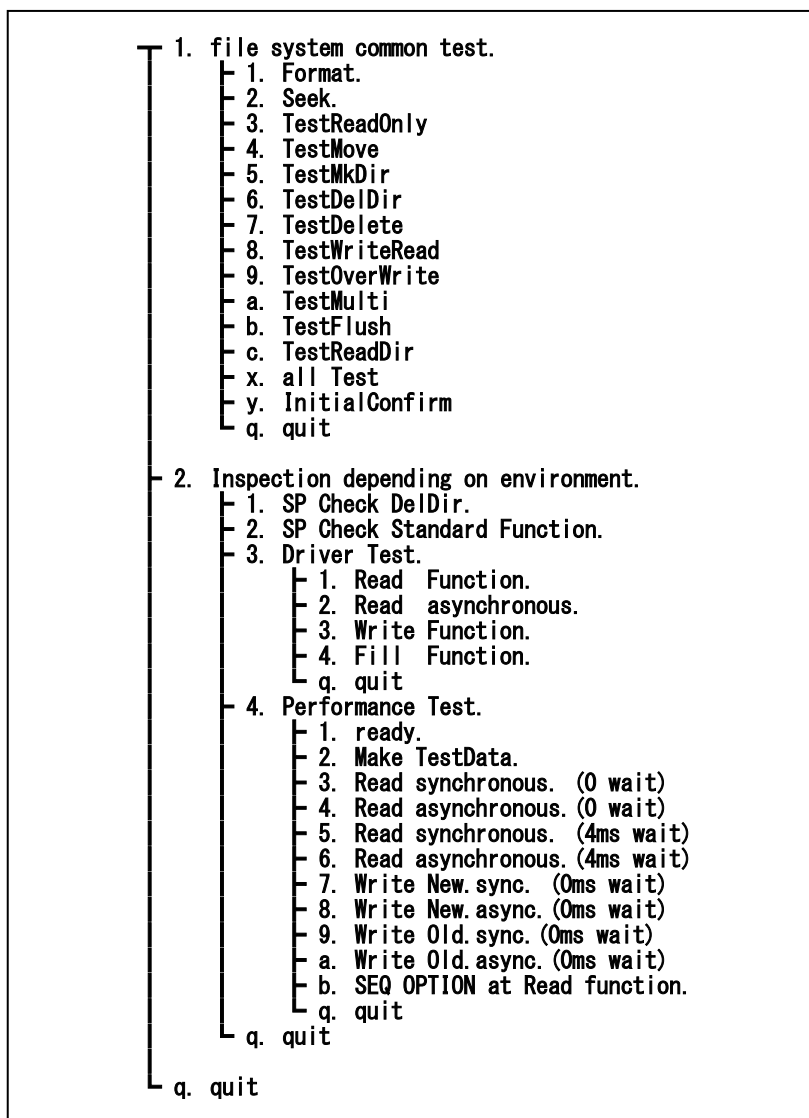 1. file system common test.
1. Format.
2. Seek.
3. TestReadOnly
4. TestMove
5. TestMkDir
6. TestDelDir
7. TestDelete
8. TestWriteRead
9. TestOverWrite
a. TestMulti
b. TestFlush
c. TestReadDir
x. all Test
y. InitialConfirm
q. quit
2. Inspection depending on environment.
1. SP Check DelDir.
2. SP Check Standard Function.
3. Driver Test.
1. Read  Function.
2. Read  asynchronous.
3. Write Function.
4. Fill  Function.
q. quit
4. Performance Test.
1. ready.
2. Make TestData.
3. Read synchronous. (0 wait)
4. Read asynchronous.(0 wait)
5. Read synchronous. (4ms wait)
6. Read asynchronous.(4ms wait)
7. Write New.sync. (0ms wait)
8. Write New.async.(0ms wait)
9. Write Old.sync.(0ms wait)
a. Write Old.async.(0ms wait)
b. SEQ OPTION at Read function.
q. quit
q. quit
q. quit